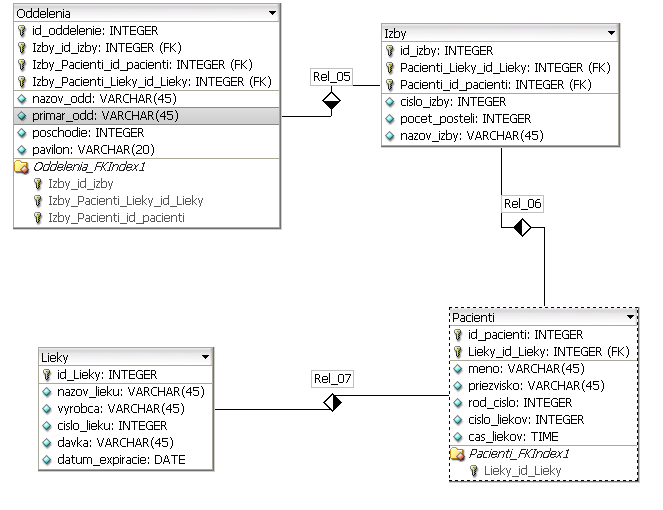 Oddelenia
id_oddelenie: INTEGER
Izby_id_izby: INTEGER (FK)
Izby_Pacienti_id_pacienti: INTEGER (FK)
Izby_Pacienti_Lieky_id_Lieky: INTEGER (FK)
nazov_odd: VARCHAR(45)
primar_odd: VARCHAR(45)
poschodie: INTEGER
pavilon: VARCHAR(20)
Oddelenia_FKIndex1
Izby_id_izby
Izby_Pacienti_Lieky_id_Lieky
Izby_Pacienti_id_pacienti
Rel_05
Izby
id_izby: INTEGER
Pacienti_Lieky_id_Lieky: INTEGER (FK)
Pacienti_id_pacienti: INTEGER (FK)
cislo_izby: INTEGER
pocet_posteli: INTEGER
nazov_izby: VARCHAR(45)
Rel_06
Lieky
id_Lieky: INTEGER
nazov_lieku: VARCHAR(45)
vyrobca: VARCHAR(45)
cislo_lieku: INTEGER
davka: VARCHAR(45)
datum_expiracie: DATE
Rel_07
Pacienti
id_pacienti: INTEGER
Lieky_id_Lieky: INTEGER (FK)
meno: VARCHAR(45)
priezvisko: VARCHAR(45)
rod_cislo: INTEGER
cislo_liekov: INTEGER
cas_liekov: TIME
Pacienti_FKIndex1
Lieky_id_Lieky